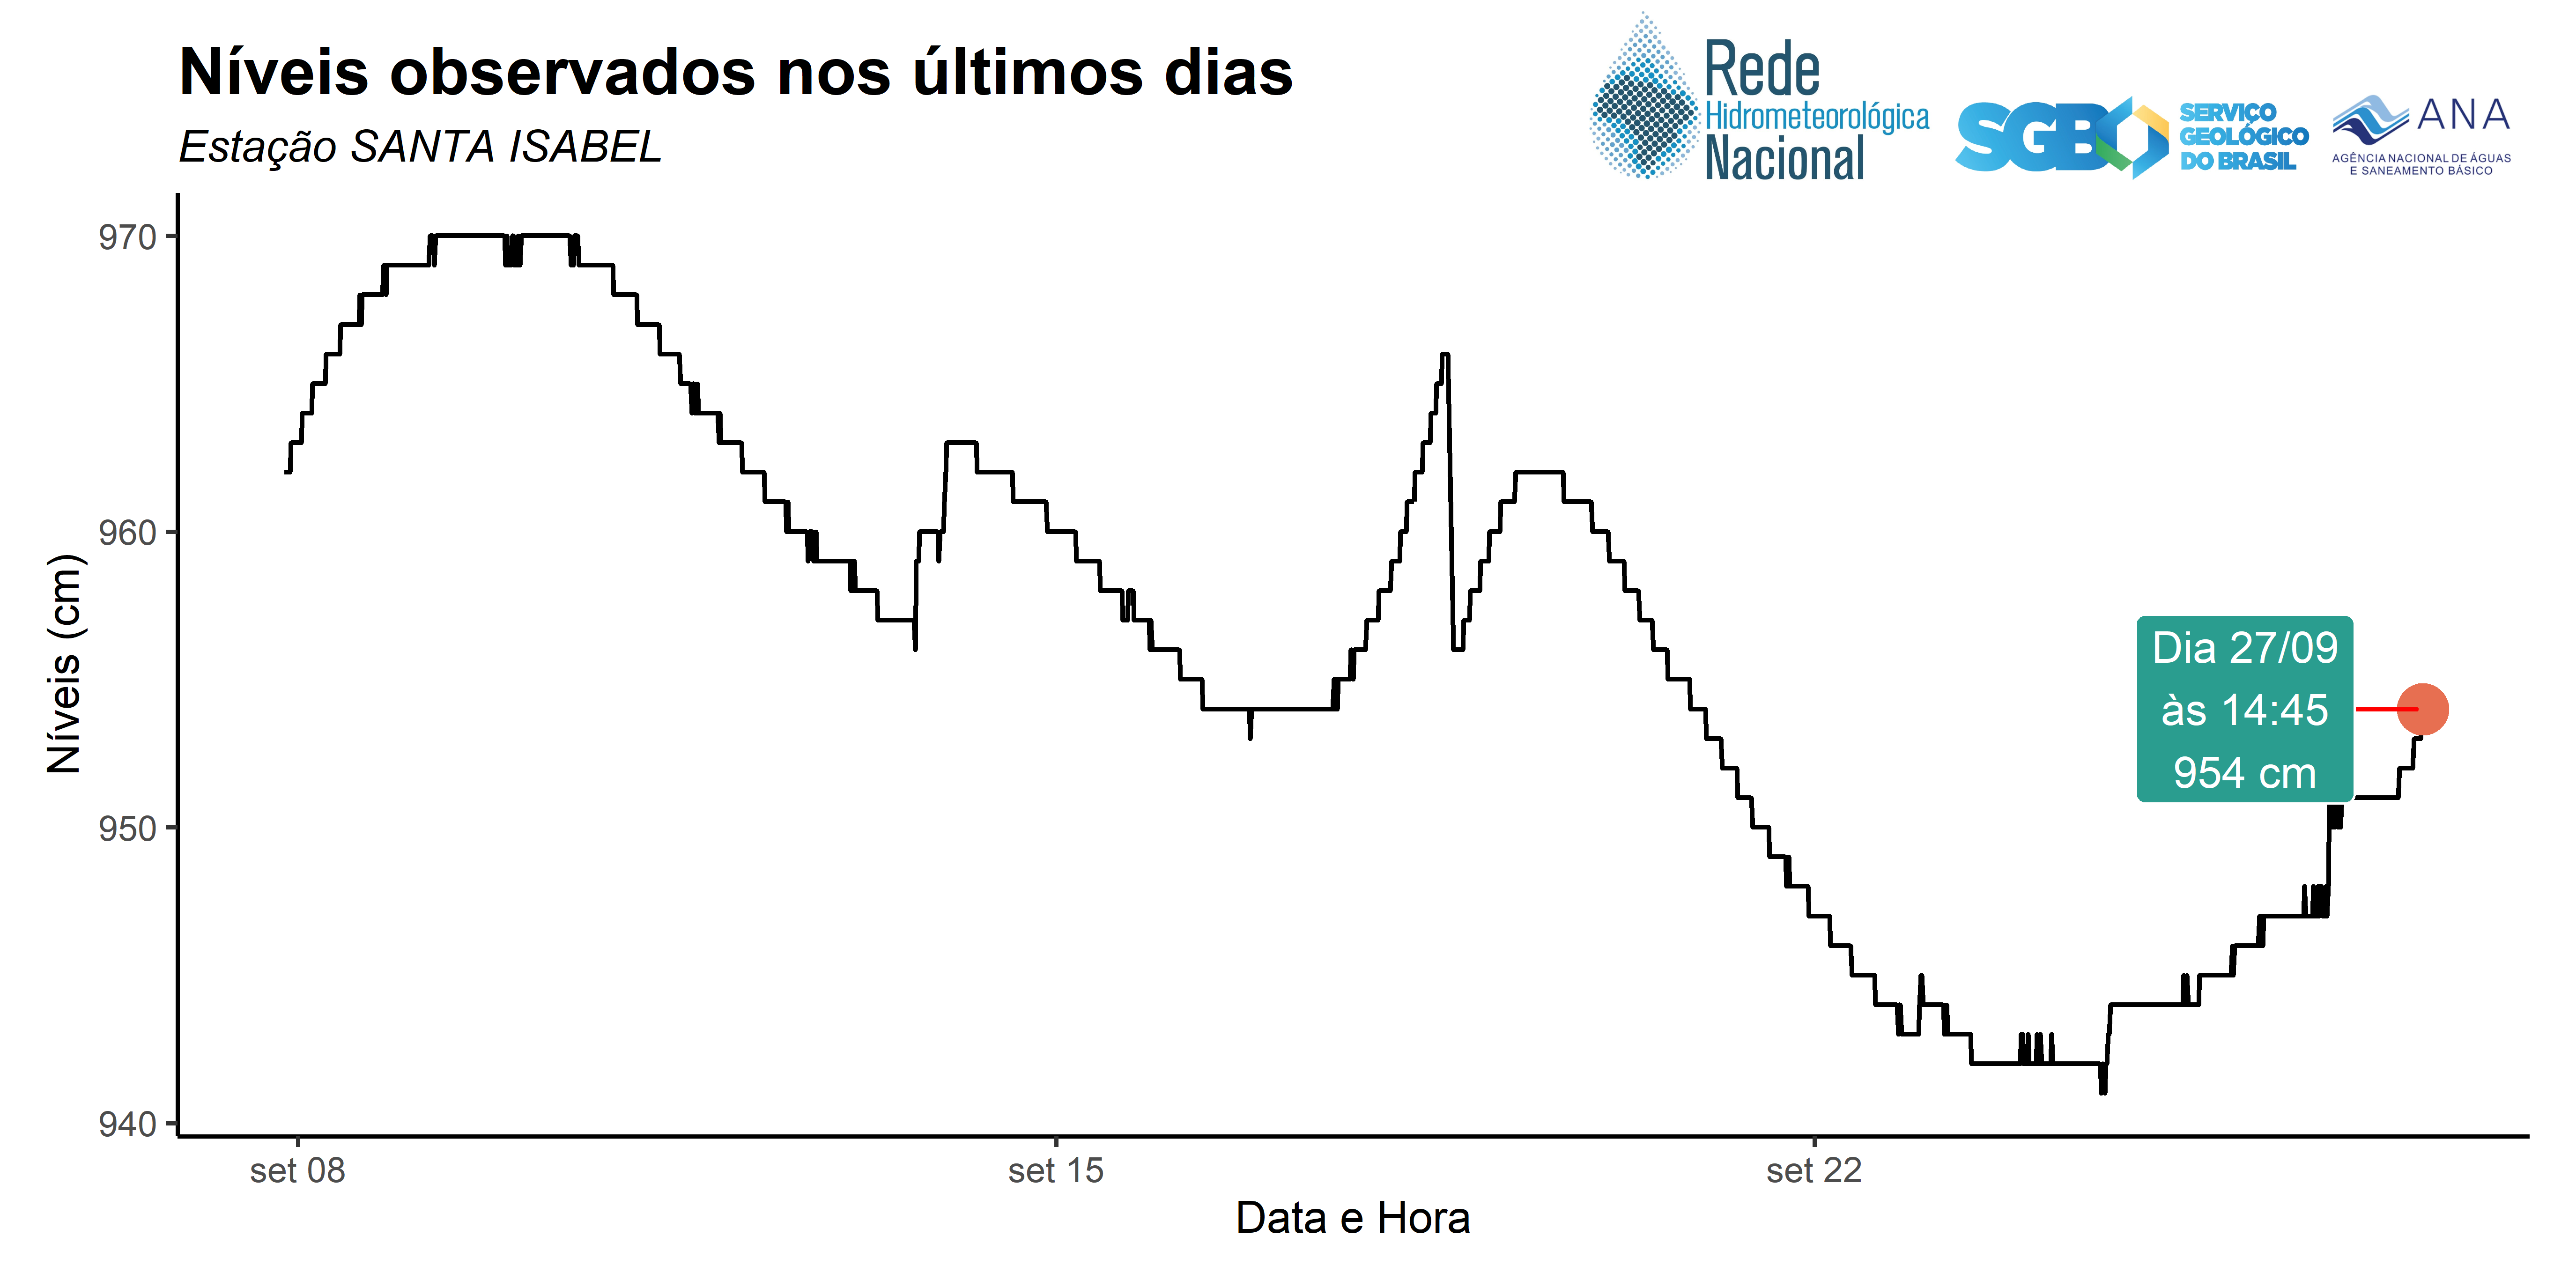 Níveis observados nos últimos dias
Estação SANTA ISABEL
Rede
Hidrometeorológica
Nacional
SGB
SERVIÇO
GEOLÓGICO
DO BRASIL
ANA
AGÊNCIA NACIONAL DE ÁGUAS
E SANEAMENTO BÁSICO
Níveis (cm)
970
960
950
940
Dia 27/09
às 14:45
954 cm
set 08
set 15
set 22
Data e Hora